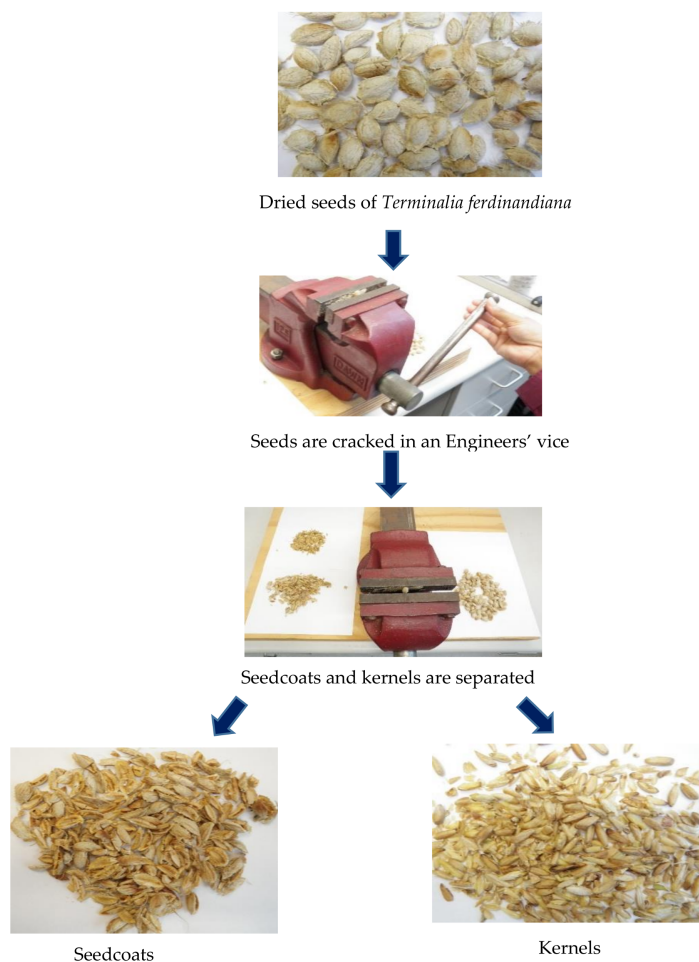 Dried seeds of Terminalia ferdinandiana
Seeds are cracked in an Engineers’ vice
Seedcoats and kernels are separated
Seedcoats
Kernels